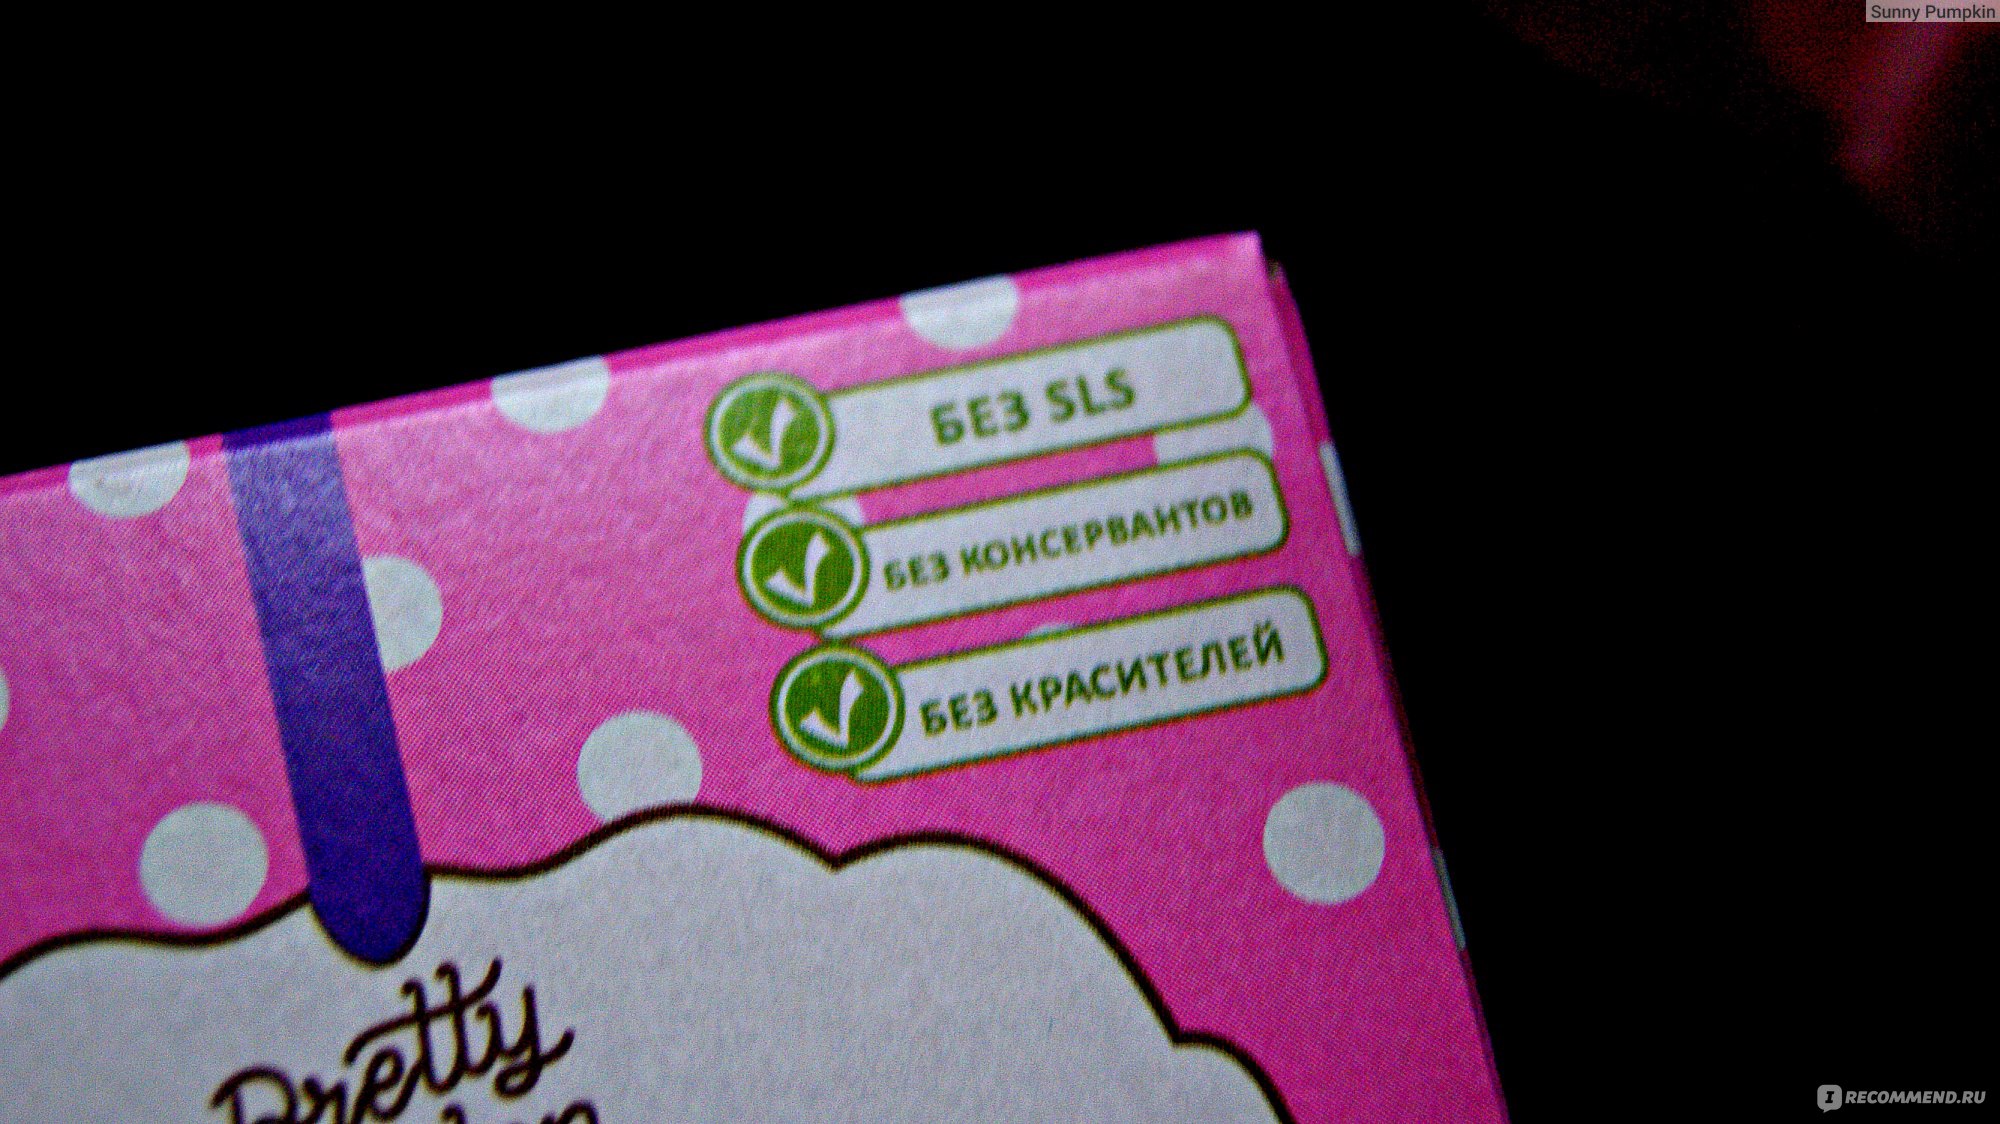 Sunny Pumpkin
БЕЗ SLS
БЕЗ КОНСЕРВАНТОВ
БЕЗ КРАСИТЕЛЕЙ
Pretty
I RECOMMEND.RU